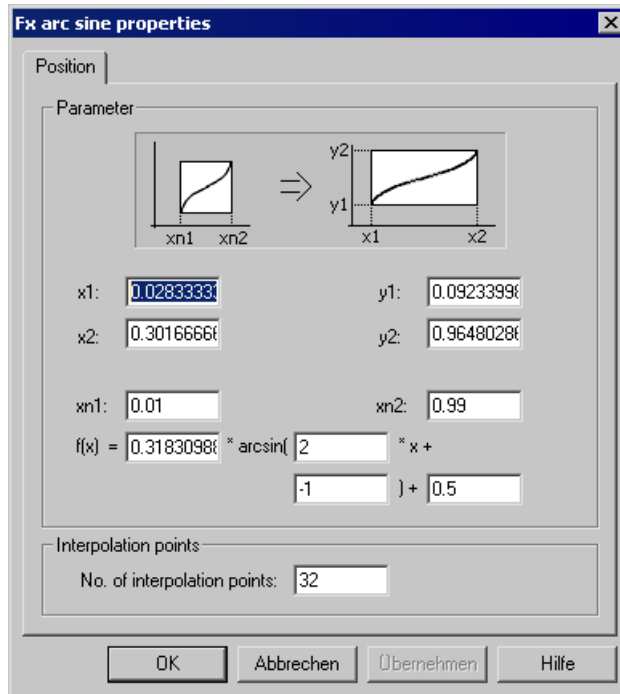 Fx arc sine properties
Position
Parameter
y2
y1
xn1 xn2 x1 x2
x1: 0.02833333 y1: 0.09233998
x2: 0.30166666 y2: 0.96480286
xn1: 0.01 xn2: 0.99
f(x) = 0.31830988 * arcsin( 2 * x +
-1 ) + 0.5
Interpolation points
No. of interpolation points: 32
OK Abbrechen Übernehmen Hilfe